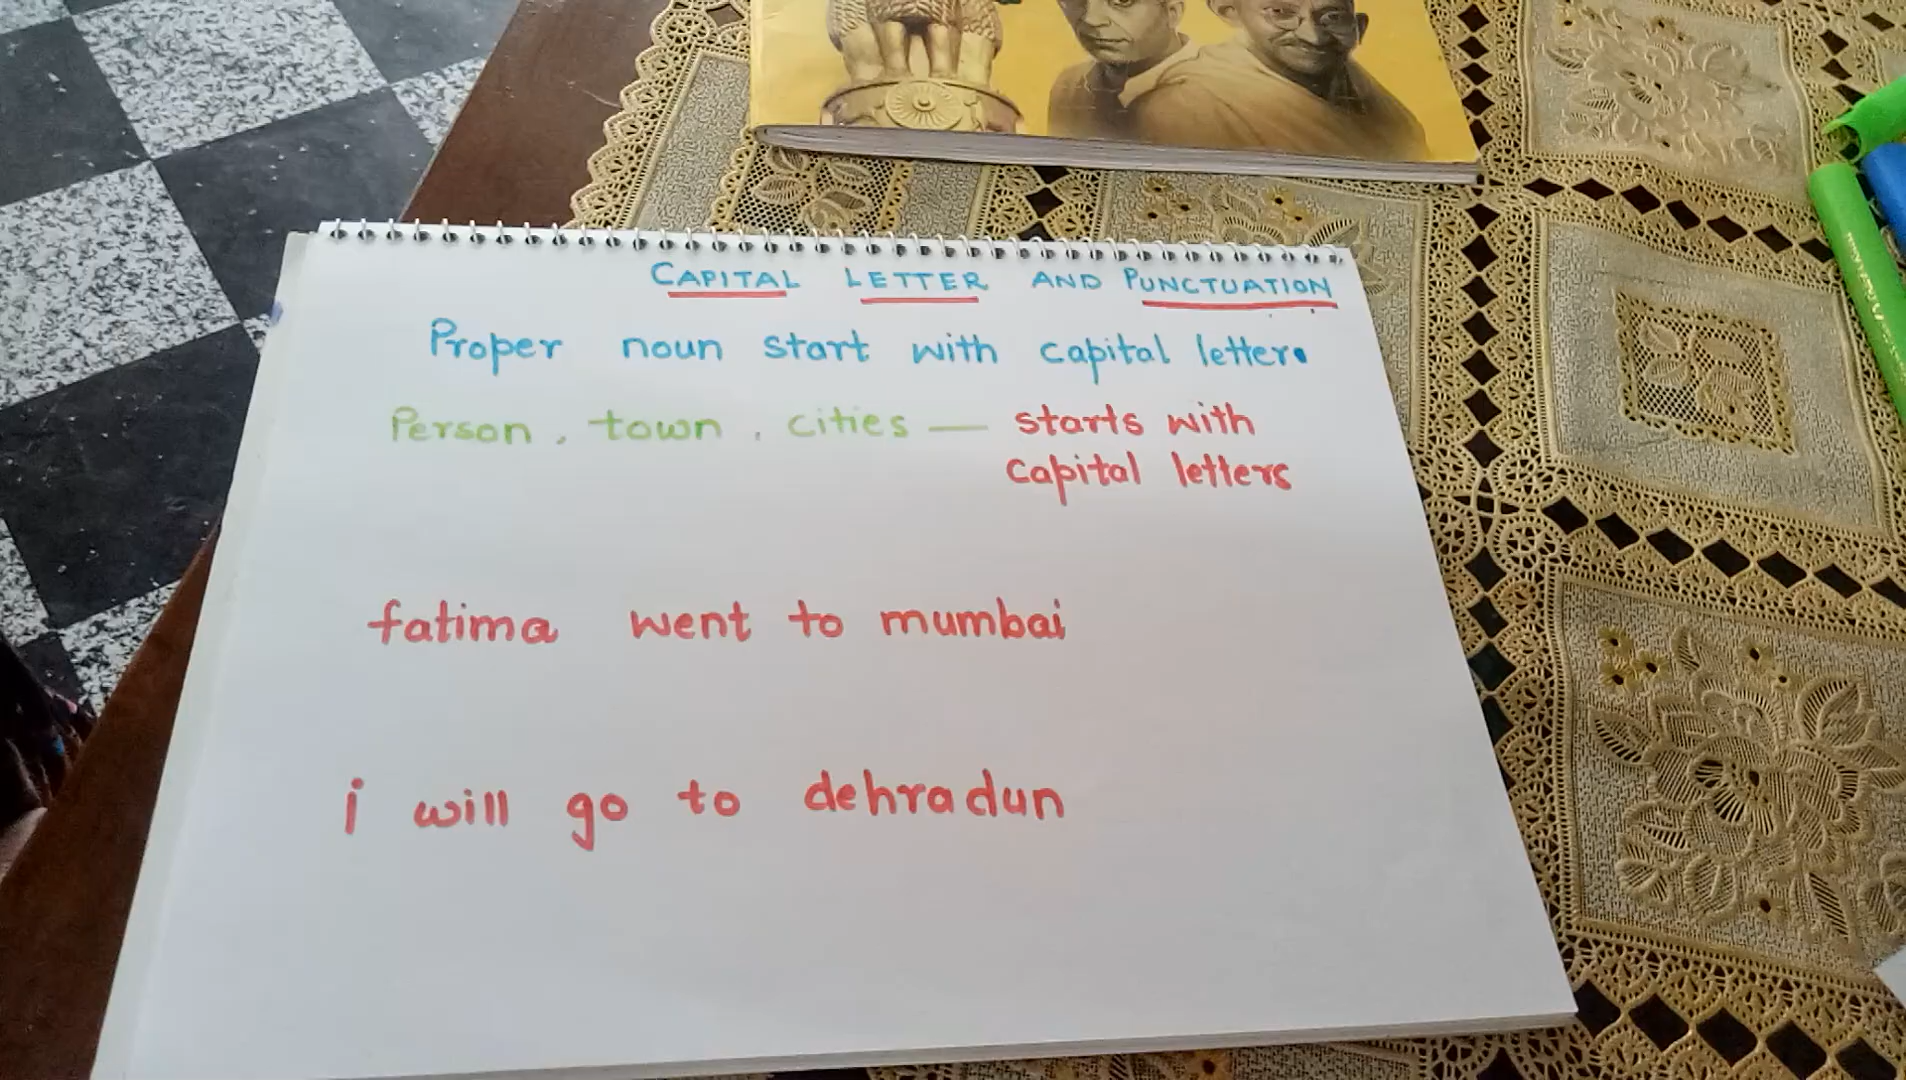 CAPITAL LETTER AND PUNCTUATION
Proper noun start with capital letter.
Person, town, cities — starts with
capital letters
fatima went to mumbai
i will go to dehradun